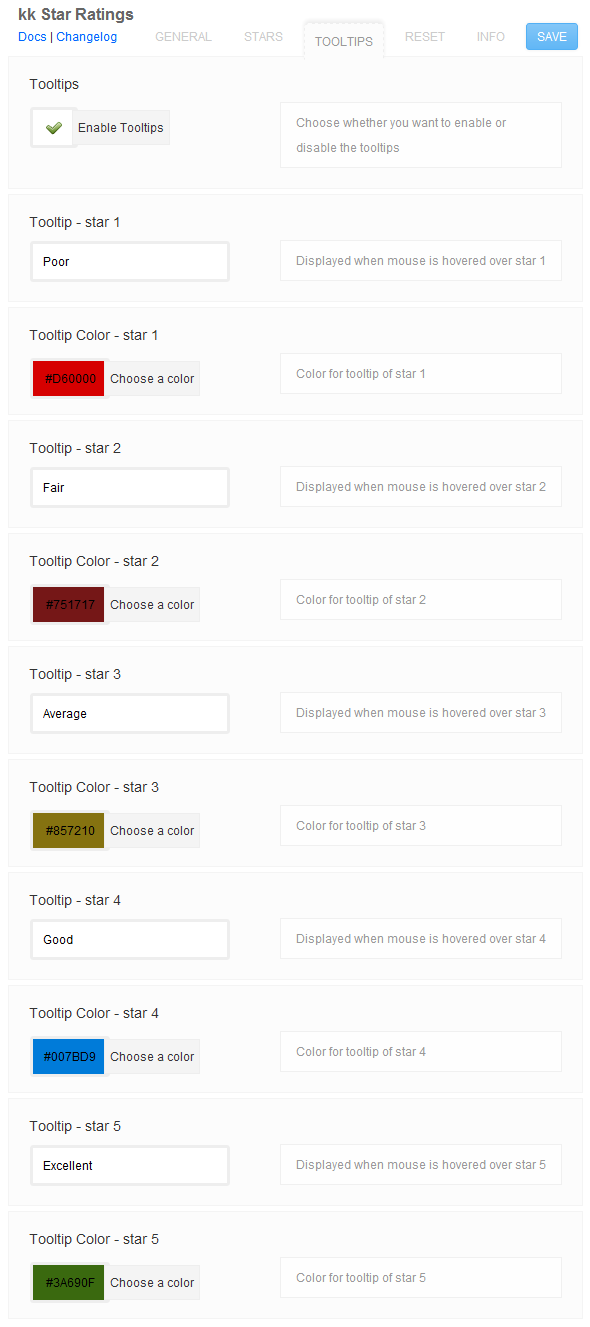 kk Star Ratings
Docs | Changelog
GENERAL
STARS
TOOLTIPS
RESET
INFO
SAVE
Tooltips
Enable Tooltips
Choose whether you want to enable or
disable the tooltips
Tooltip - star 1
Poor
Displayed when mouse is hovered over star 1
Tooltip Color - star 1
#D60000
Choose a color
Color for tooltip of star 1
Tooltip - star 2
Fair
Displayed when mouse is hovered over star 2
Tooltip Color - star 2
#751717
Choose a color
Color for tooltip of star 2
Tooltip - star 3
Average
Displayed when mouse is hovered over star 3
Tooltip Color - star 3
#857210
Choose a color
Color for tooltip of star 3
Tooltip - star 4
Good
Displayed when mouse is hovered over star 4
Tooltip Color - star 4
#007BD9
Choose a color
Color for tooltip of star 4
Tooltip - star 5
Excellent
Displayed when mouse is hovered over star 5
Tooltip Color - star 5
#3A690F
Choose a color
Color for tooltip of star 5